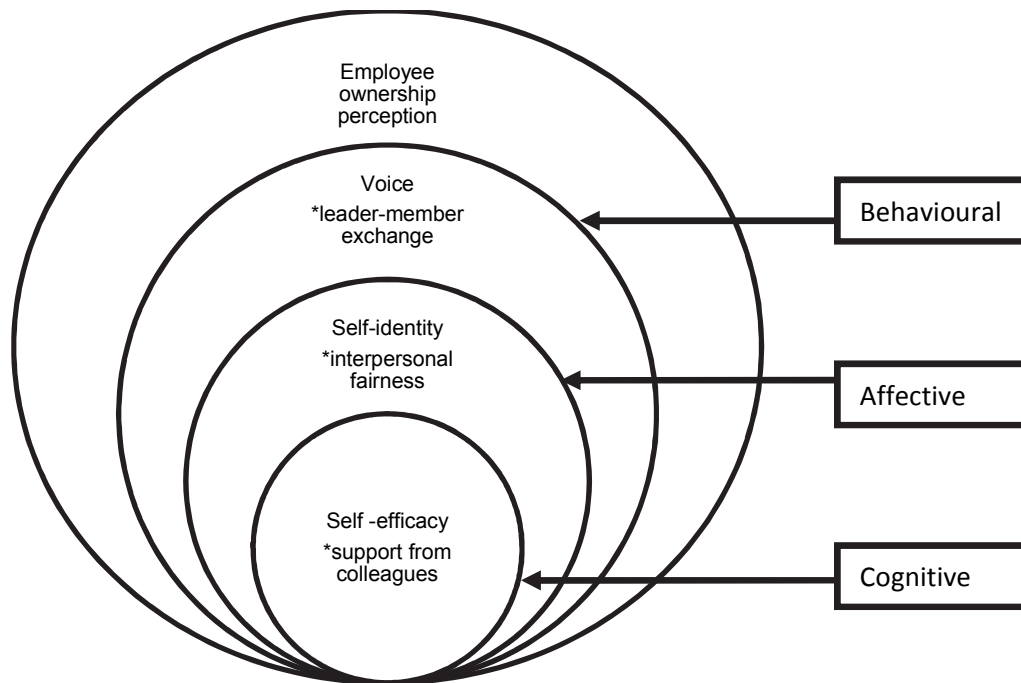 Employee
ownership
perception
Voice
*leader-member
exchange
Behavioural
Self-identity
*interpersonal
fairness
Affective
Self -efficacy
*support from
colleagues
Cognitive